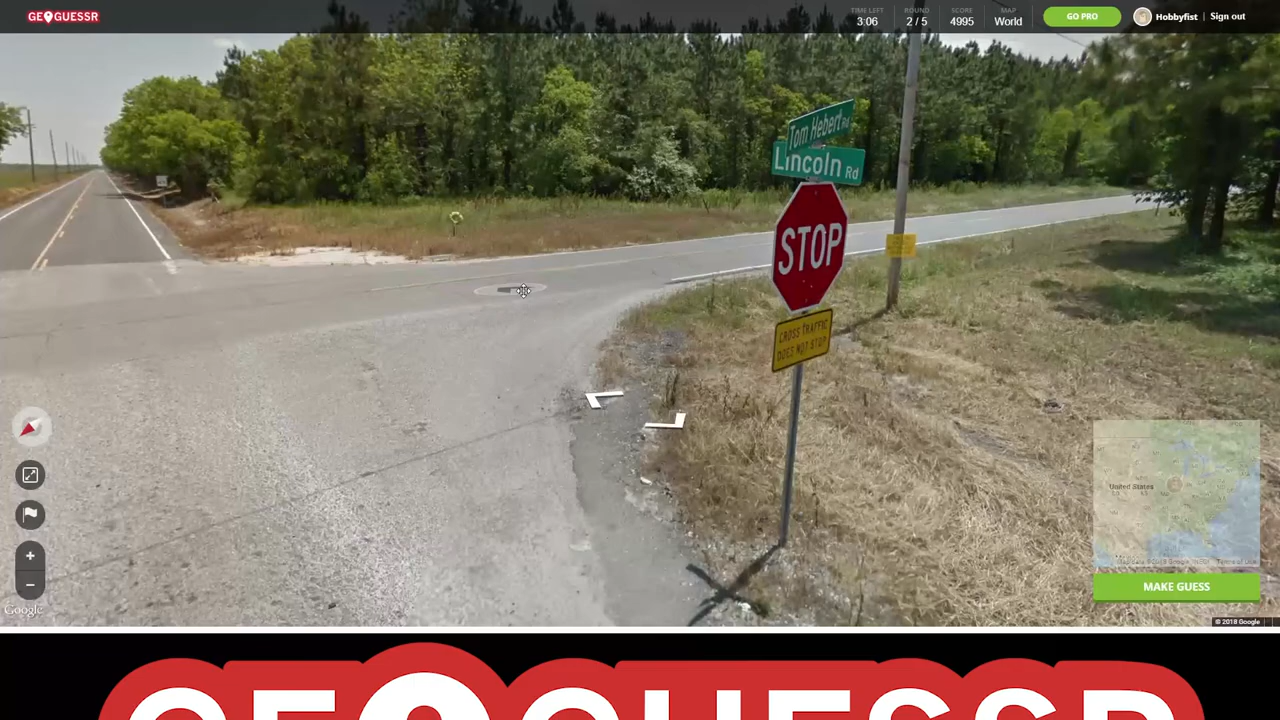 GEOGUESSR
TIME LEFT
3:06
ROUND
2 / 5
SCORE
4995
MAP
World
GO PRO
Hobbyfist
Sign out
Tom Hebert Rd
Lincoln Rd
STOP
CROSS TRAFFIC
DOES NOT STOP
United States
MAKE GUESS
Google
© 2018 Google
GEOGUESSR